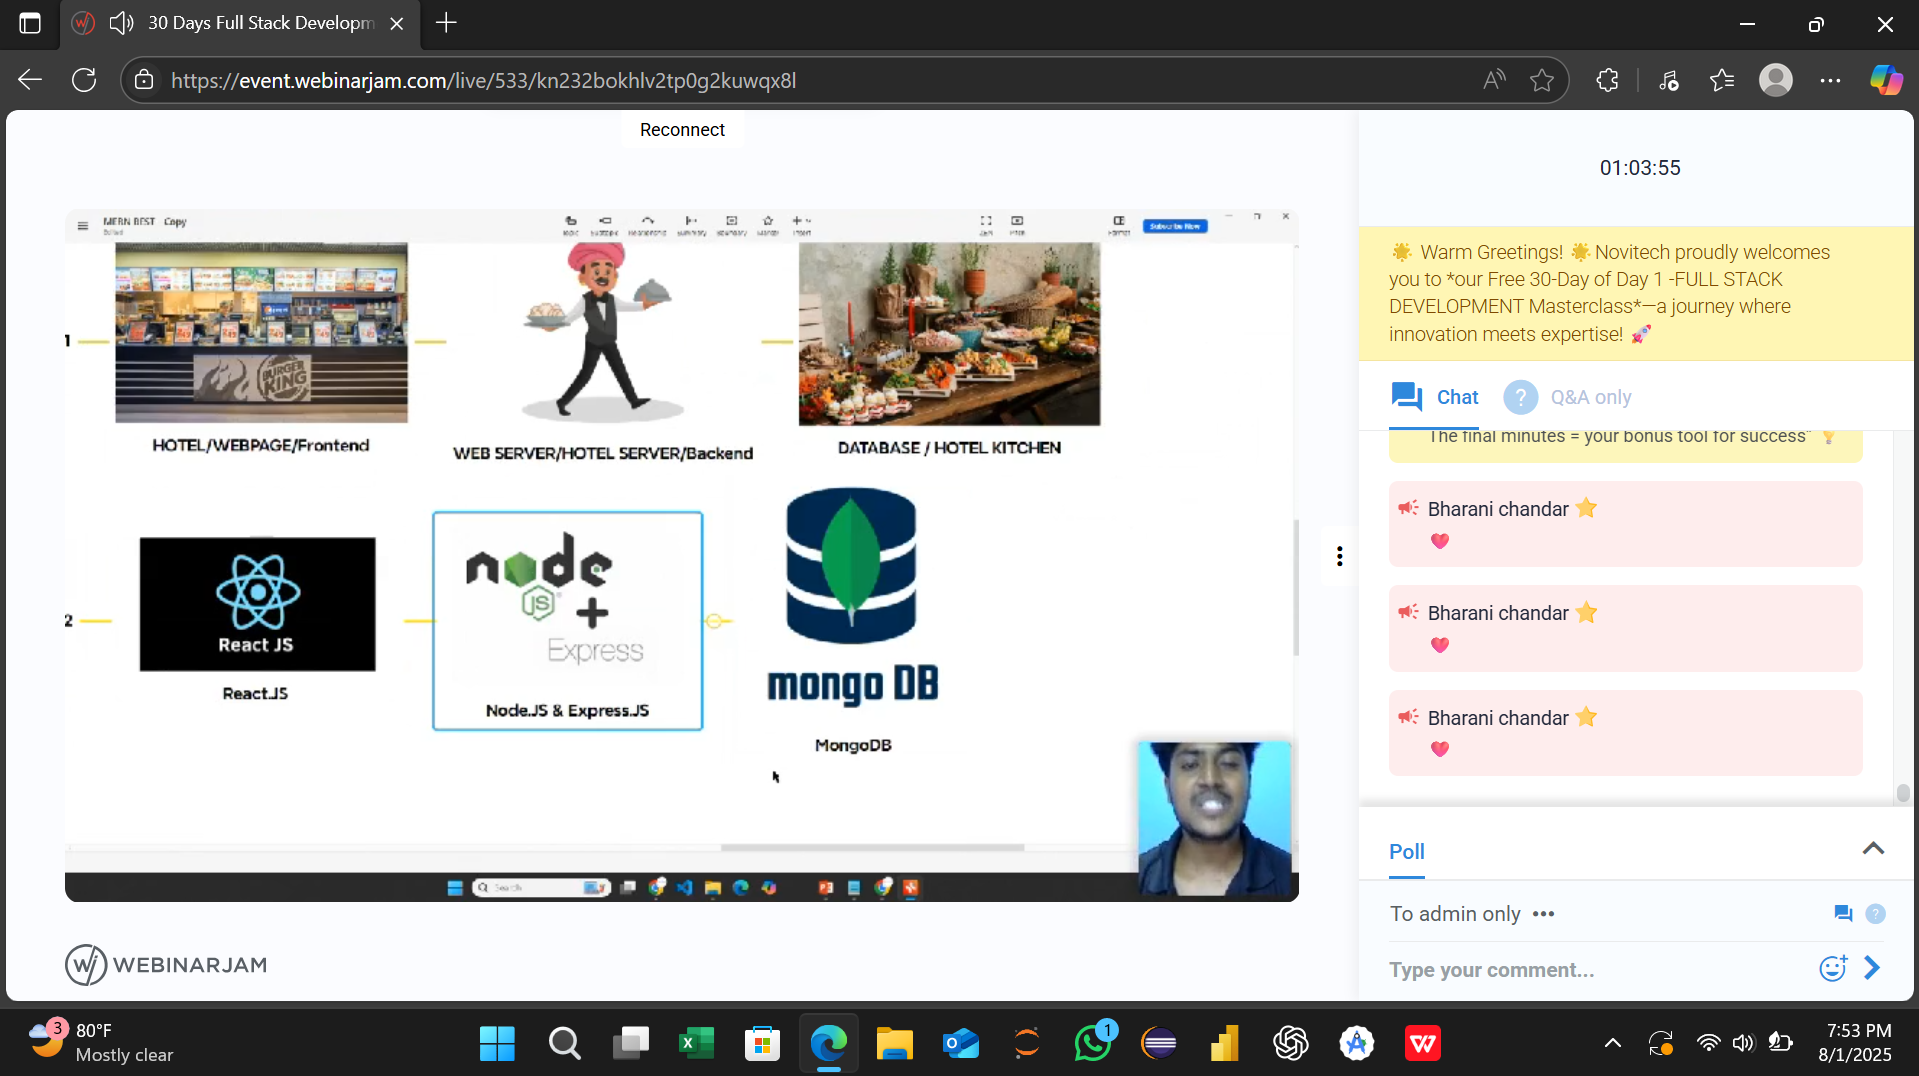 30 Days Full Stack Developm
https://event.webinarjam.com/live/533/kn232bokhlv2tp0g2kuwqx8l
Reconnect
01:03:55
MERN BEST Copy
Subscribe Now
🌟 Warm Greetings! 🌟 Novitech proudly welcomes
you to *our Free 30-Day of Day 1 -FULL STACK
DEVELOPMENT Masterclass*—a journey where
innovation meets expertise! 🚀
1
BURGER
KING
HOTEL/WEBPAGE/Frontend
WEB SERVER/HOTEL SERVER/Backend
DATABASE / HOTEL KITCHEN
2
React JS
React.JS
node
JS
+
Express
Node.JS & Express.JS
mongo DB
MongoDB
Search
WEBINARJAM
Chat
? Q&A only
The final minutes = your bonus tool for success" 🏆
Bharani chandar ⭐
Bharani chandar ⭐
Bharani chandar ⭐
Poll
To admin only •••
Type your comment...
3
80°F
Mostly clear
1
7:53 PM
8/1/2025